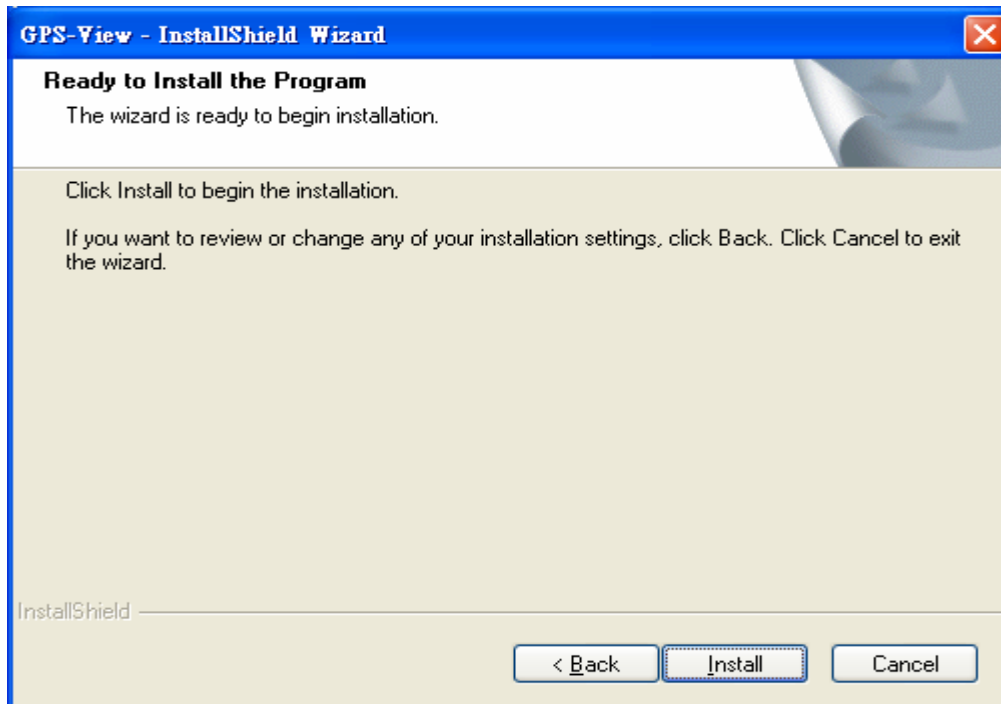 GPS-View - InstallShield Wizard
Ready to Install the Program
The wizard is ready to begin installation.
Click Install to begin the installation.
If you want to review or change any of your installation settings, click Back. Click Cancel to exit
the wizard.
InstallShield
< Back Install Cancel